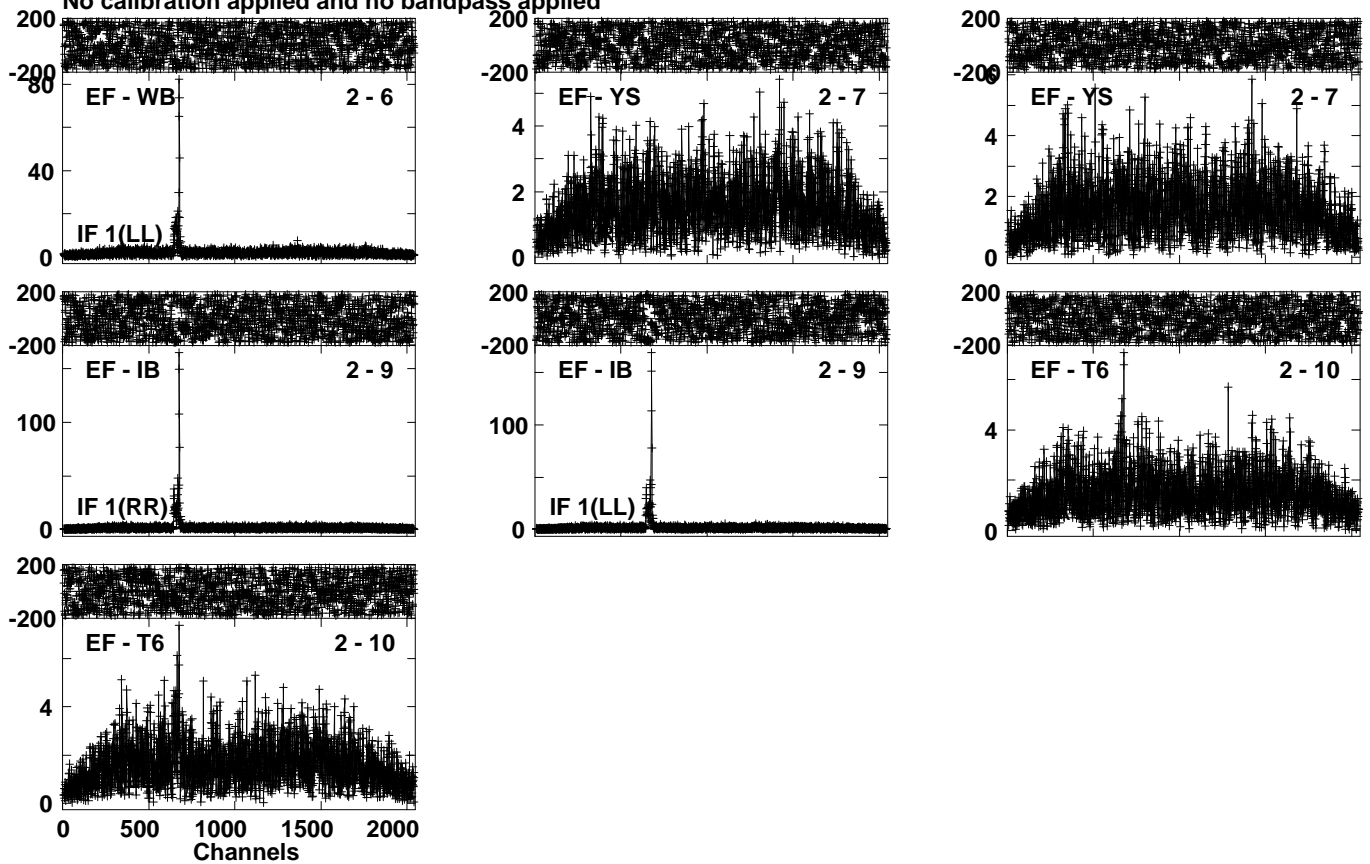 No calibration applied and no bandpass applied
200
-200
80
40
0
EF - WB 2 - 6
IF 1(LL)
200
-200
4
2
0
EF - YS 2 - 7
200
-200
6
4
2
0
EF - YS 2 - 7
200
-200
100
0
EF - IB 2 - 9
IF 1(RR)
200
-200
100
0
EF - IB 2 - 9
IF 1(LL)
200
-200
4
0
EF - T6 2 - 10
200
-200
4
0
EF - T6 2 - 10
0 500 1000 1500 2000
Channels